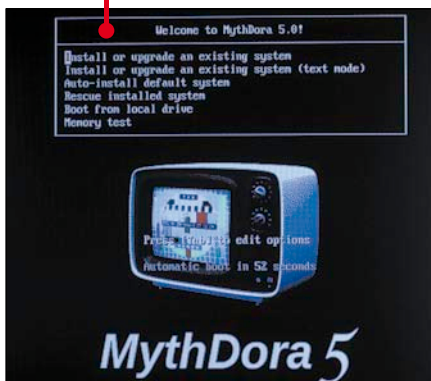 Welcome to MythDora 5.0!
Install or upgrade an existing system
Install or upgrade an existing system (text mode)
Auto-install default system
Rescue installed system
Boot from local drive
Memory test
Press [Tab] to edit options
Automatic boot in 52 seconds
MythDora 5